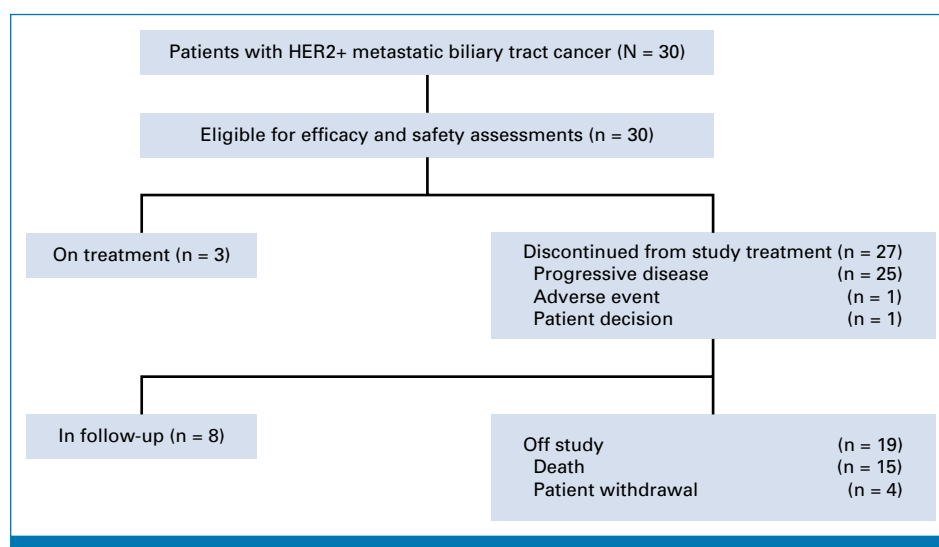 Patients with HER2+ metastatic biliary tract cancer (N = 30)
Eligible for efficacy and safety assessments (n = 30)
On treatment (n = 3)
Discontinued from study treatment (n = 27)
Progressive disease (n = 25)
Adverse event (n = 1)
Patient decision (n = 1)
In follow-up (n = 8)
Off study (n = 19)
Death (n = 15)
Patient withdrawal (n = 4)